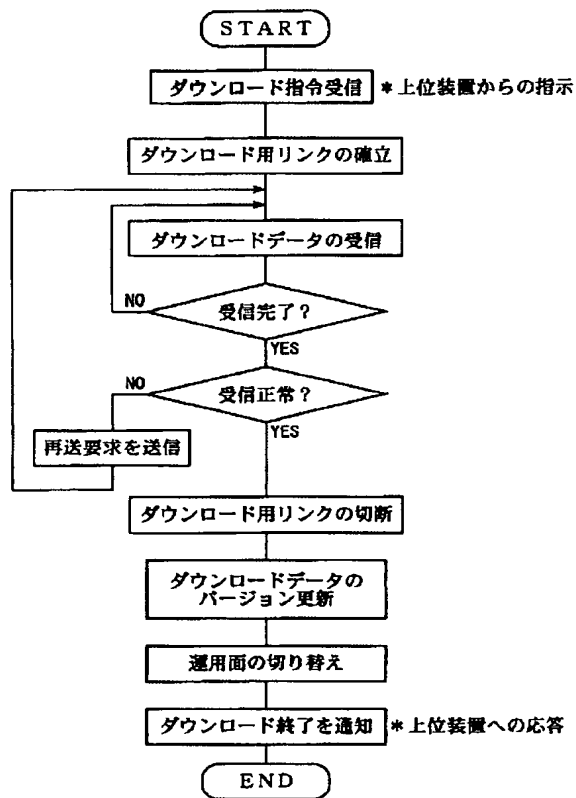 START
ダウンロード指令受信 *上位装置からの指示
ダウンロード用リンクの確立
ダウンロードデータの受信
NO
受信完了?
YES
NO
受信正常?
YES
再送要求を送信
ダウンロード用リンクの切断
ダウンロードデータの
バージョン更新
運用面の切り替え
ダウンロード終了を通知 *上位装置への応答
END